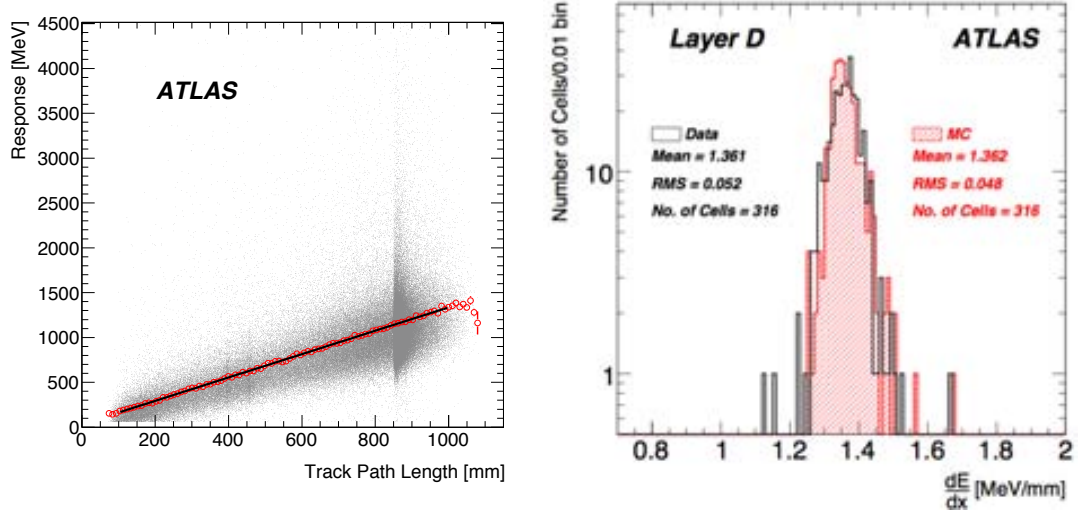 Response [MeV]
4500
4000
3500
3000
2500
2000
1500
1000
500
0
ATLAS
0 200 400 600 800 1000
Track Path Length [mm]
Number of Cells/0.01 bin
10
1
Layer D ATLAS
Data
Mean = 1.361
RMS = 0.052
No. of Cells = 316
MC
Mean = 1.362
RMS = 0.048
No. of Cells = 316
0.8 1 1.2 1.4 1.6 1.8 2
dE
dx [MeV/mm]